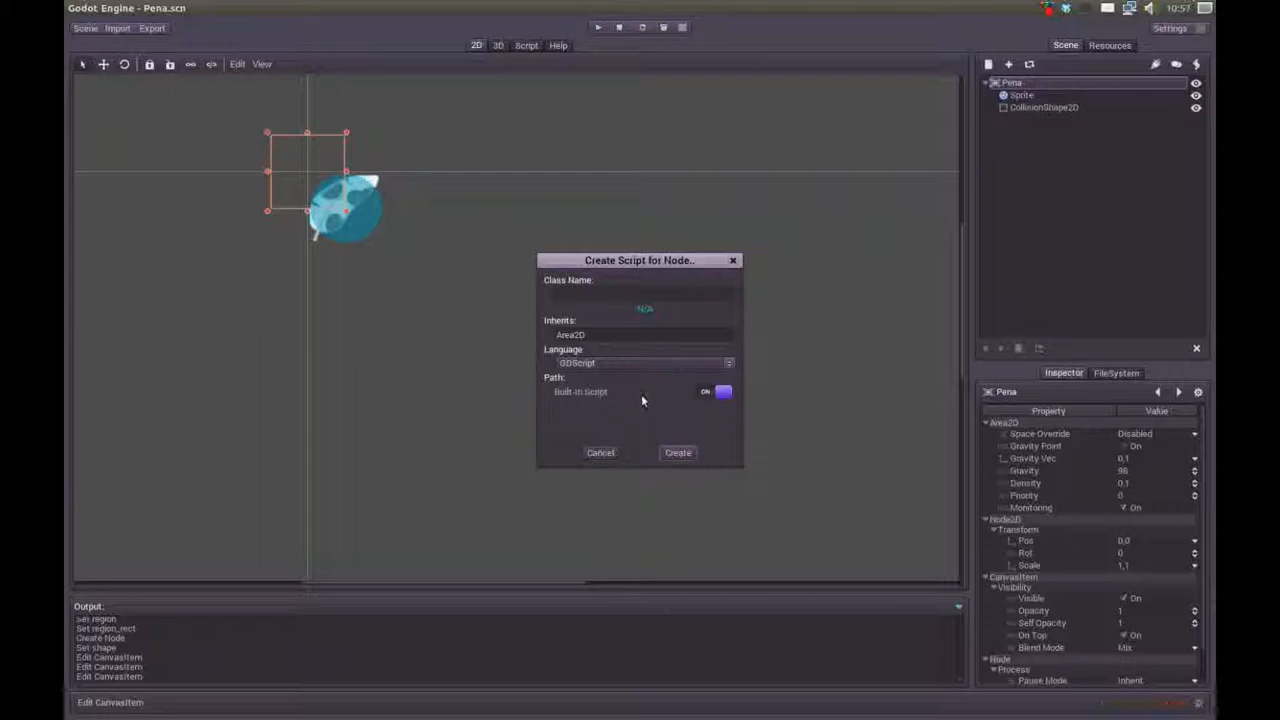 Godot Engine - Pena.scn
10:57
Scene Import Export
Settings
2D 3D Script Help
Scene Resources
Edit View
Pena
Sprite
CollisionShape2D
Create Script for Node..
Class Name:
N/A
Inherits:
Area2D
Language
GDScript
Path:
Built-In Script
ON
Cancel Create
Inspector FileSystem
Pena
Property Value
Area2D
Space Override Disabled
Gravity Point On
Gravity Vec 0,1
Gravity 98
Density 0.1
Priority 0
Monitoring On
Node2D
Transform
Pos 0,0
Rot 0
Scale 1,1
CanvasItem
Visibility
Visible On
Opacity 1
Self Opacity 1
On Top On
Blend Mode Mix
Node
Process
Pause Mode Inherit
Output:
Set region
Set region_rect
Create Node
Set shape
Edit CanvasItem
Edit CanvasItem
Edit CanvasItem
Edit CanvasItem